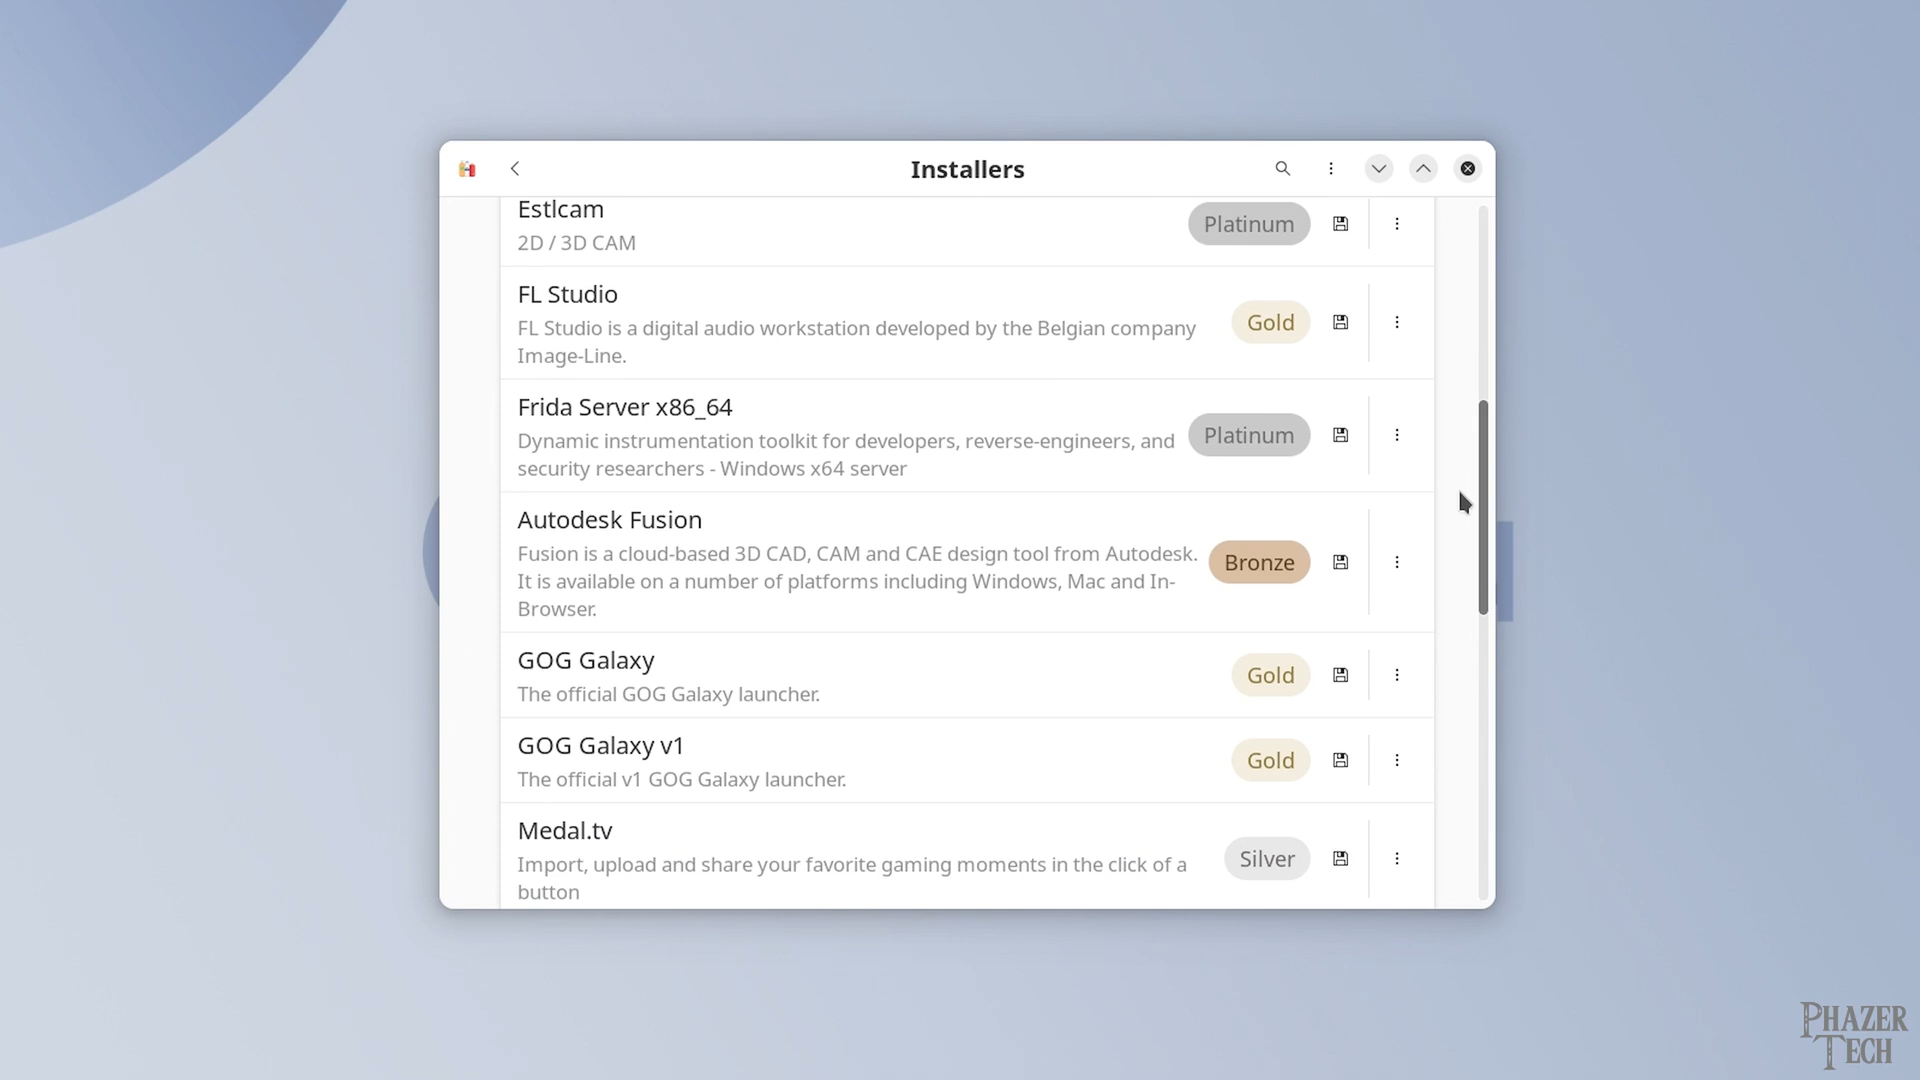 Installers
Estlcam
2D / 3D CAM
Platinum
FL Studio
FL Studio is a digital audio workstation developed by the Belgian company
Image-Line.
Gold
Frida Server x86_64
Dynamic instrumentation toolkit for developers, reverse-engineers, and
security researchers - Windows x64 server
Platinum
Autodesk Fusion
Fusion is a cloud-based 3D CAD, CAM and CAE design tool from Autodesk.
It is available on a number of platforms including Windows, Mac and In-
Browser.
Bronze
GOG Galaxy
The official GOG Galaxy launcher.
Gold
GOG Galaxy v1
The official v1 GOG Galaxy launcher.
Gold
Medal.tv
Import, upload and share your favorite gaming moments in the click of a
button
Silver
PHAZER
TECH